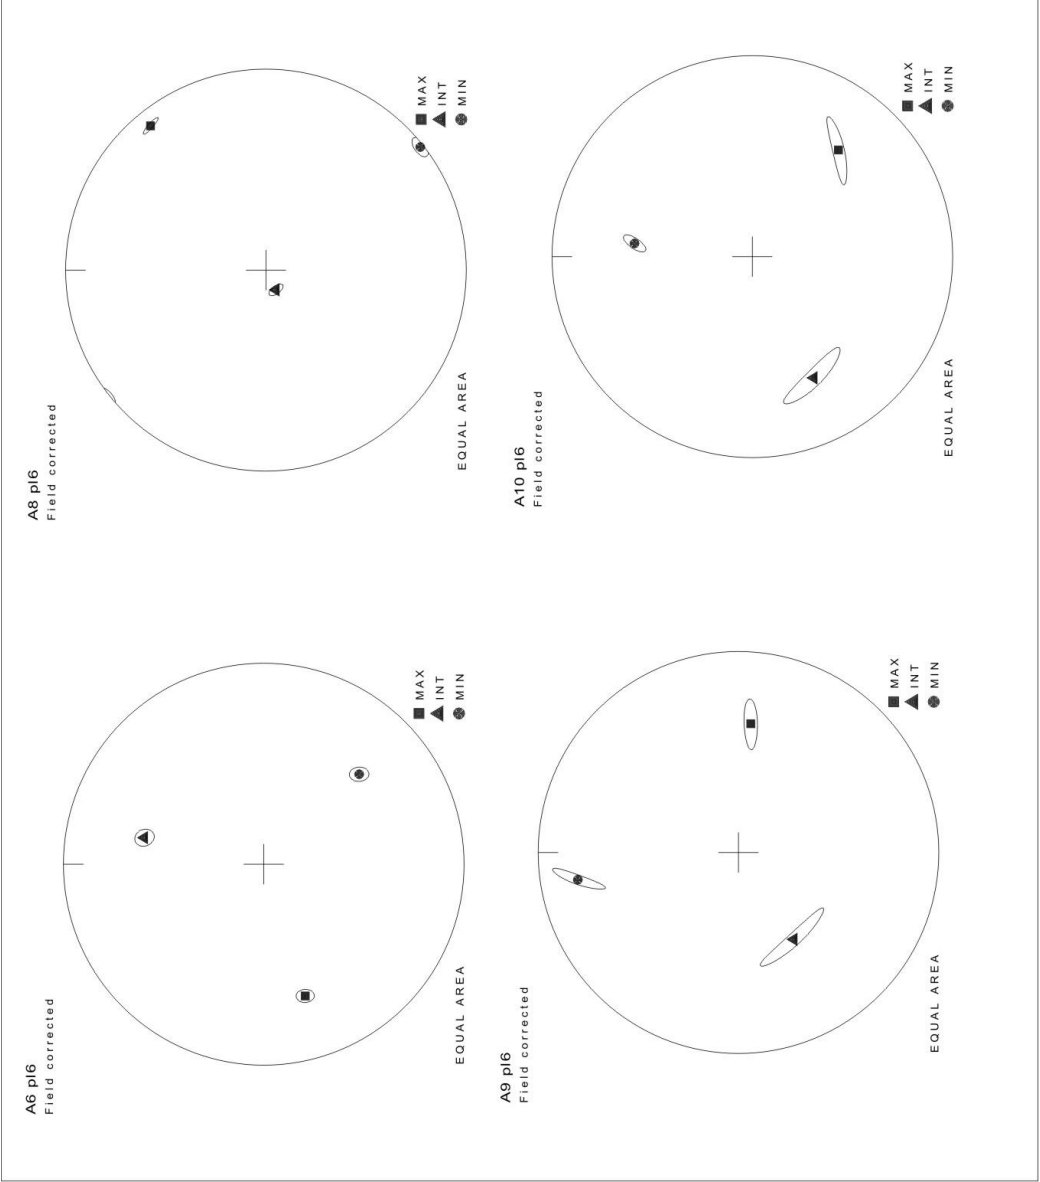 A6 pl6
Field corrected
EQUAL AREA
MAX
INT
MIN
A8 pl6
Field corrected
EQUAL AREA
MAX
INT
MIN
A9 pl6
Field corrected
EQUAL AREA
MAX
INT
MIN
A10 pl6
Field corrected
EQUAL AREA
MAX
INT
MIN